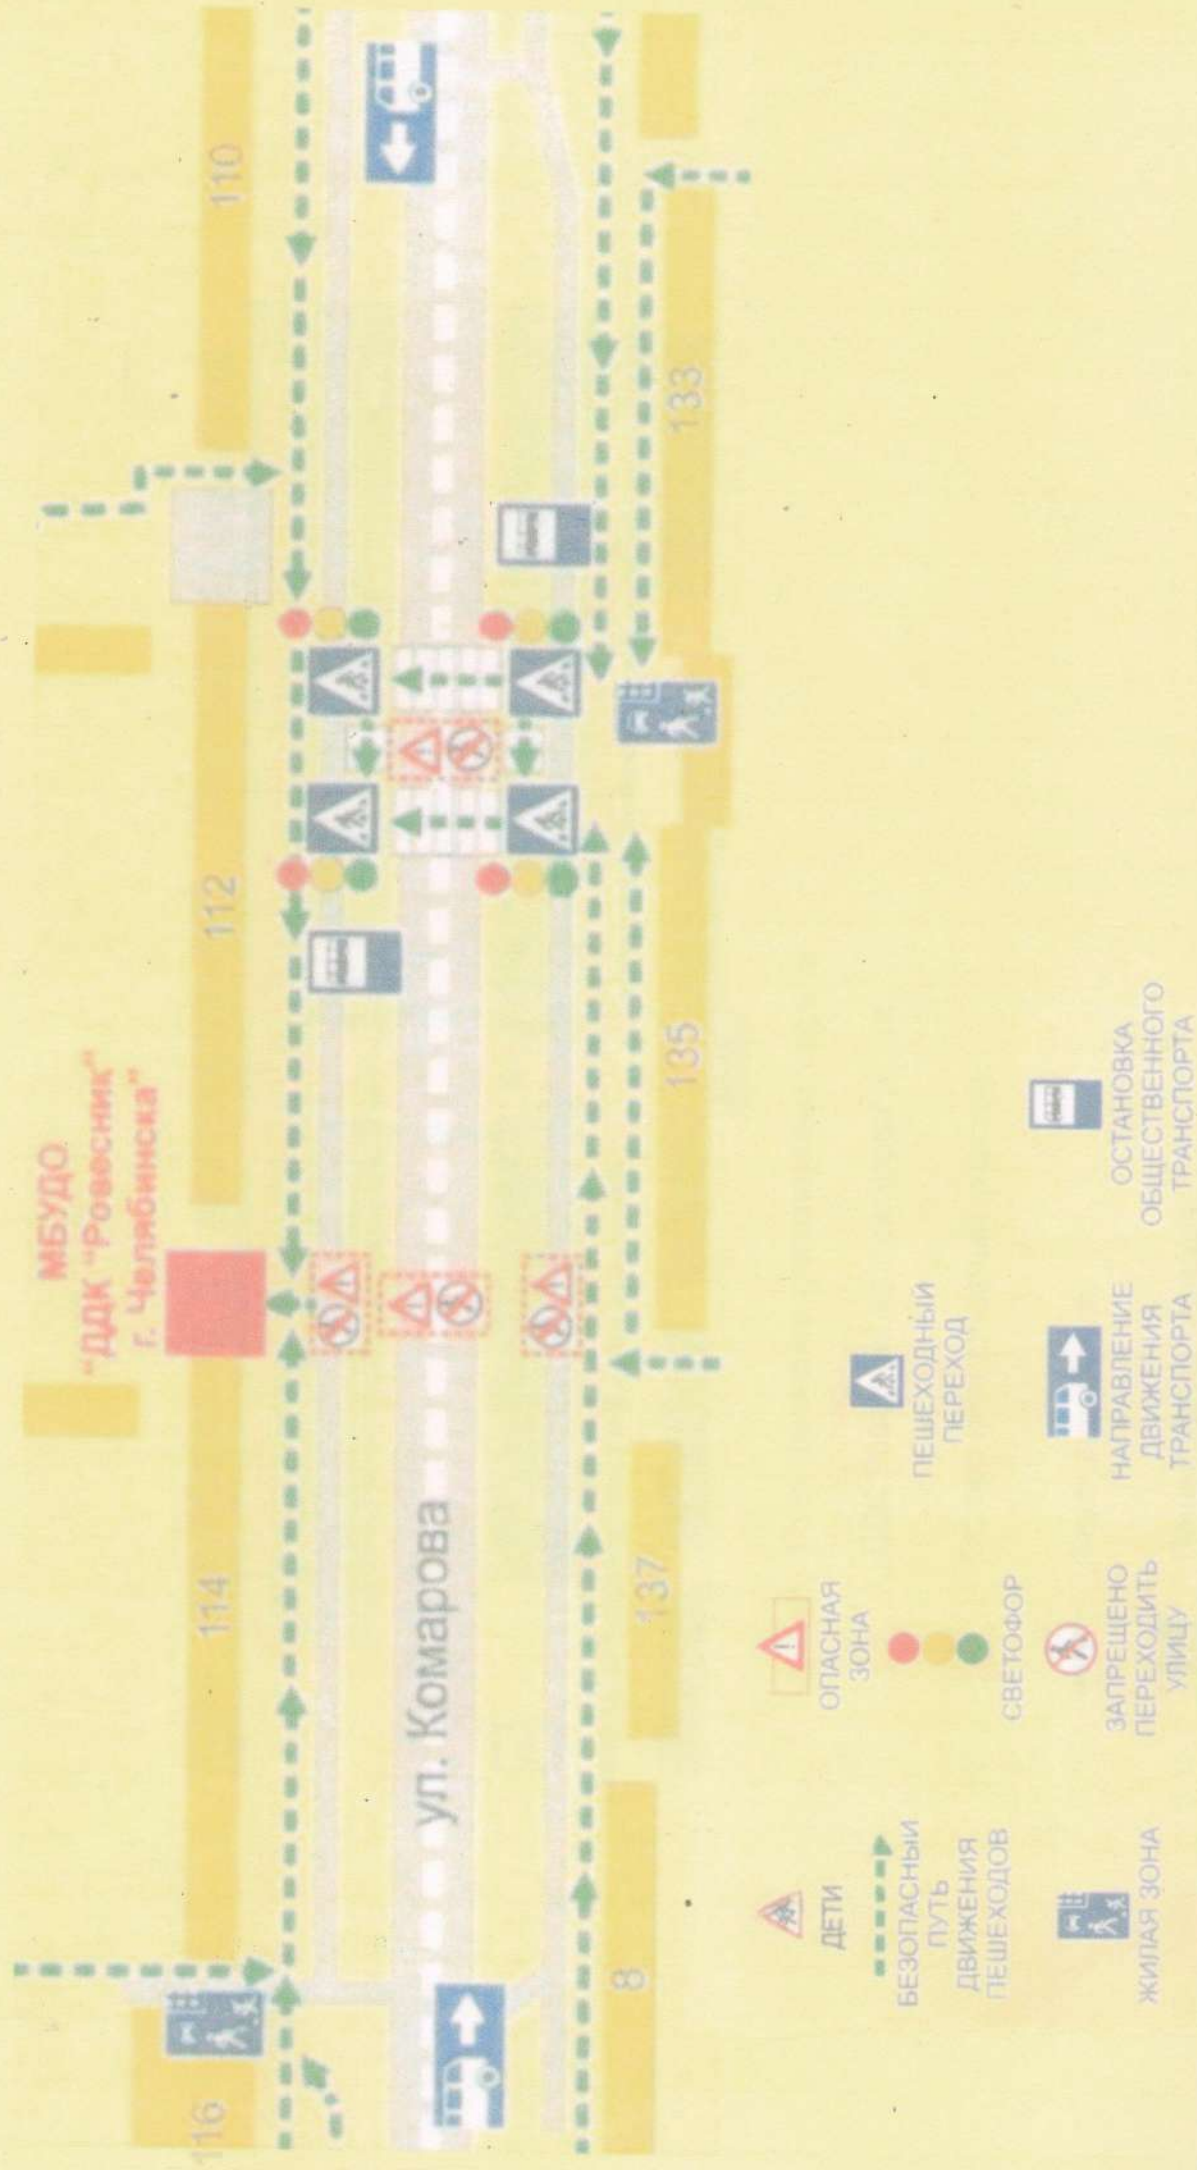 МБУДО
"ДДК "Ровесник"
г. Челябинска"
116
114
112
110
ул. Комарова
8
137
135
133
ДЕТИ
БЕЗОПАСНЫЙ
ПУТЬ
ДВИЖЕНИЯ
ПЕШЕХОДОВ
ЖИЛАЯ ЗОНА
ОПАСНАЯ
ЗОНА
СВЕТОФОР
ЗАПРЕЩЕНО
ПЕРЕХОДИТЬ
УЛИЦУ
ПЕШЕХОДНЫЙ
ПЕРЕХОД
НАПРАВЛЕНИЕ
ДВИЖЕНИЯ
ТРАНСПОРТА
ОСТАНОВКА
ОБЩЕСТВЕННОГО
ТРАНСПОРТА